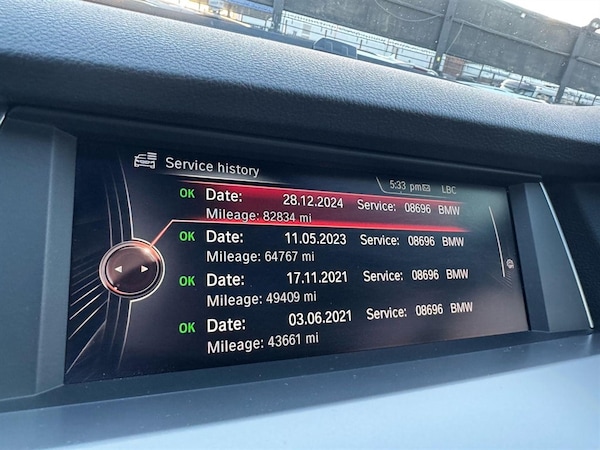 Service history
5:33 pm LBC
OK Date: 28.12.2024 Service: 08696 BMW
Mileage: 82834 mi
OK Date: 11.05.2023 Service: 08696 BMW
Mileage: 64767 mi
OK Date: 17.11.2021 Service: 08696 BMW
Mileage: 49409 mi
OK Date: 03.06.2021 Service: 08696 BMW
Mileage: 43661 mi